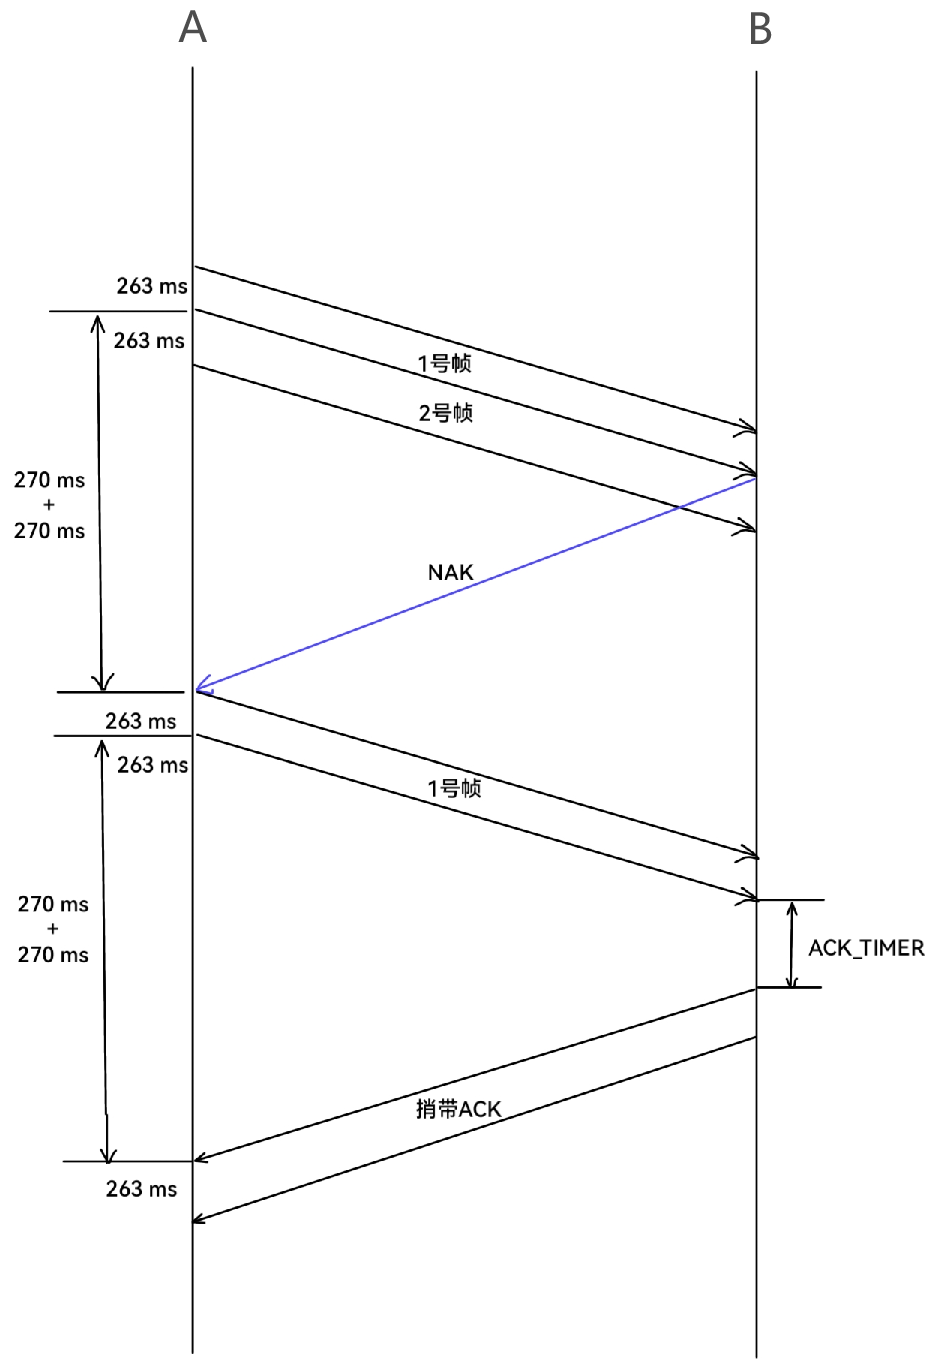 A
B
263 ms
263 ms
1号帧
2号帧
270 ms
+
270 ms
NAK
263 ms
263 ms
1号帧
270 ms
+
270 ms
ACK_TIMER
捎带ACK
263 ms